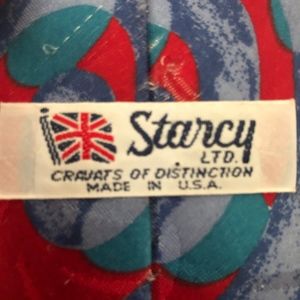 Starcy
LTD.
CRAVATS OF DISTINCTION
MADE IN U.S.A.